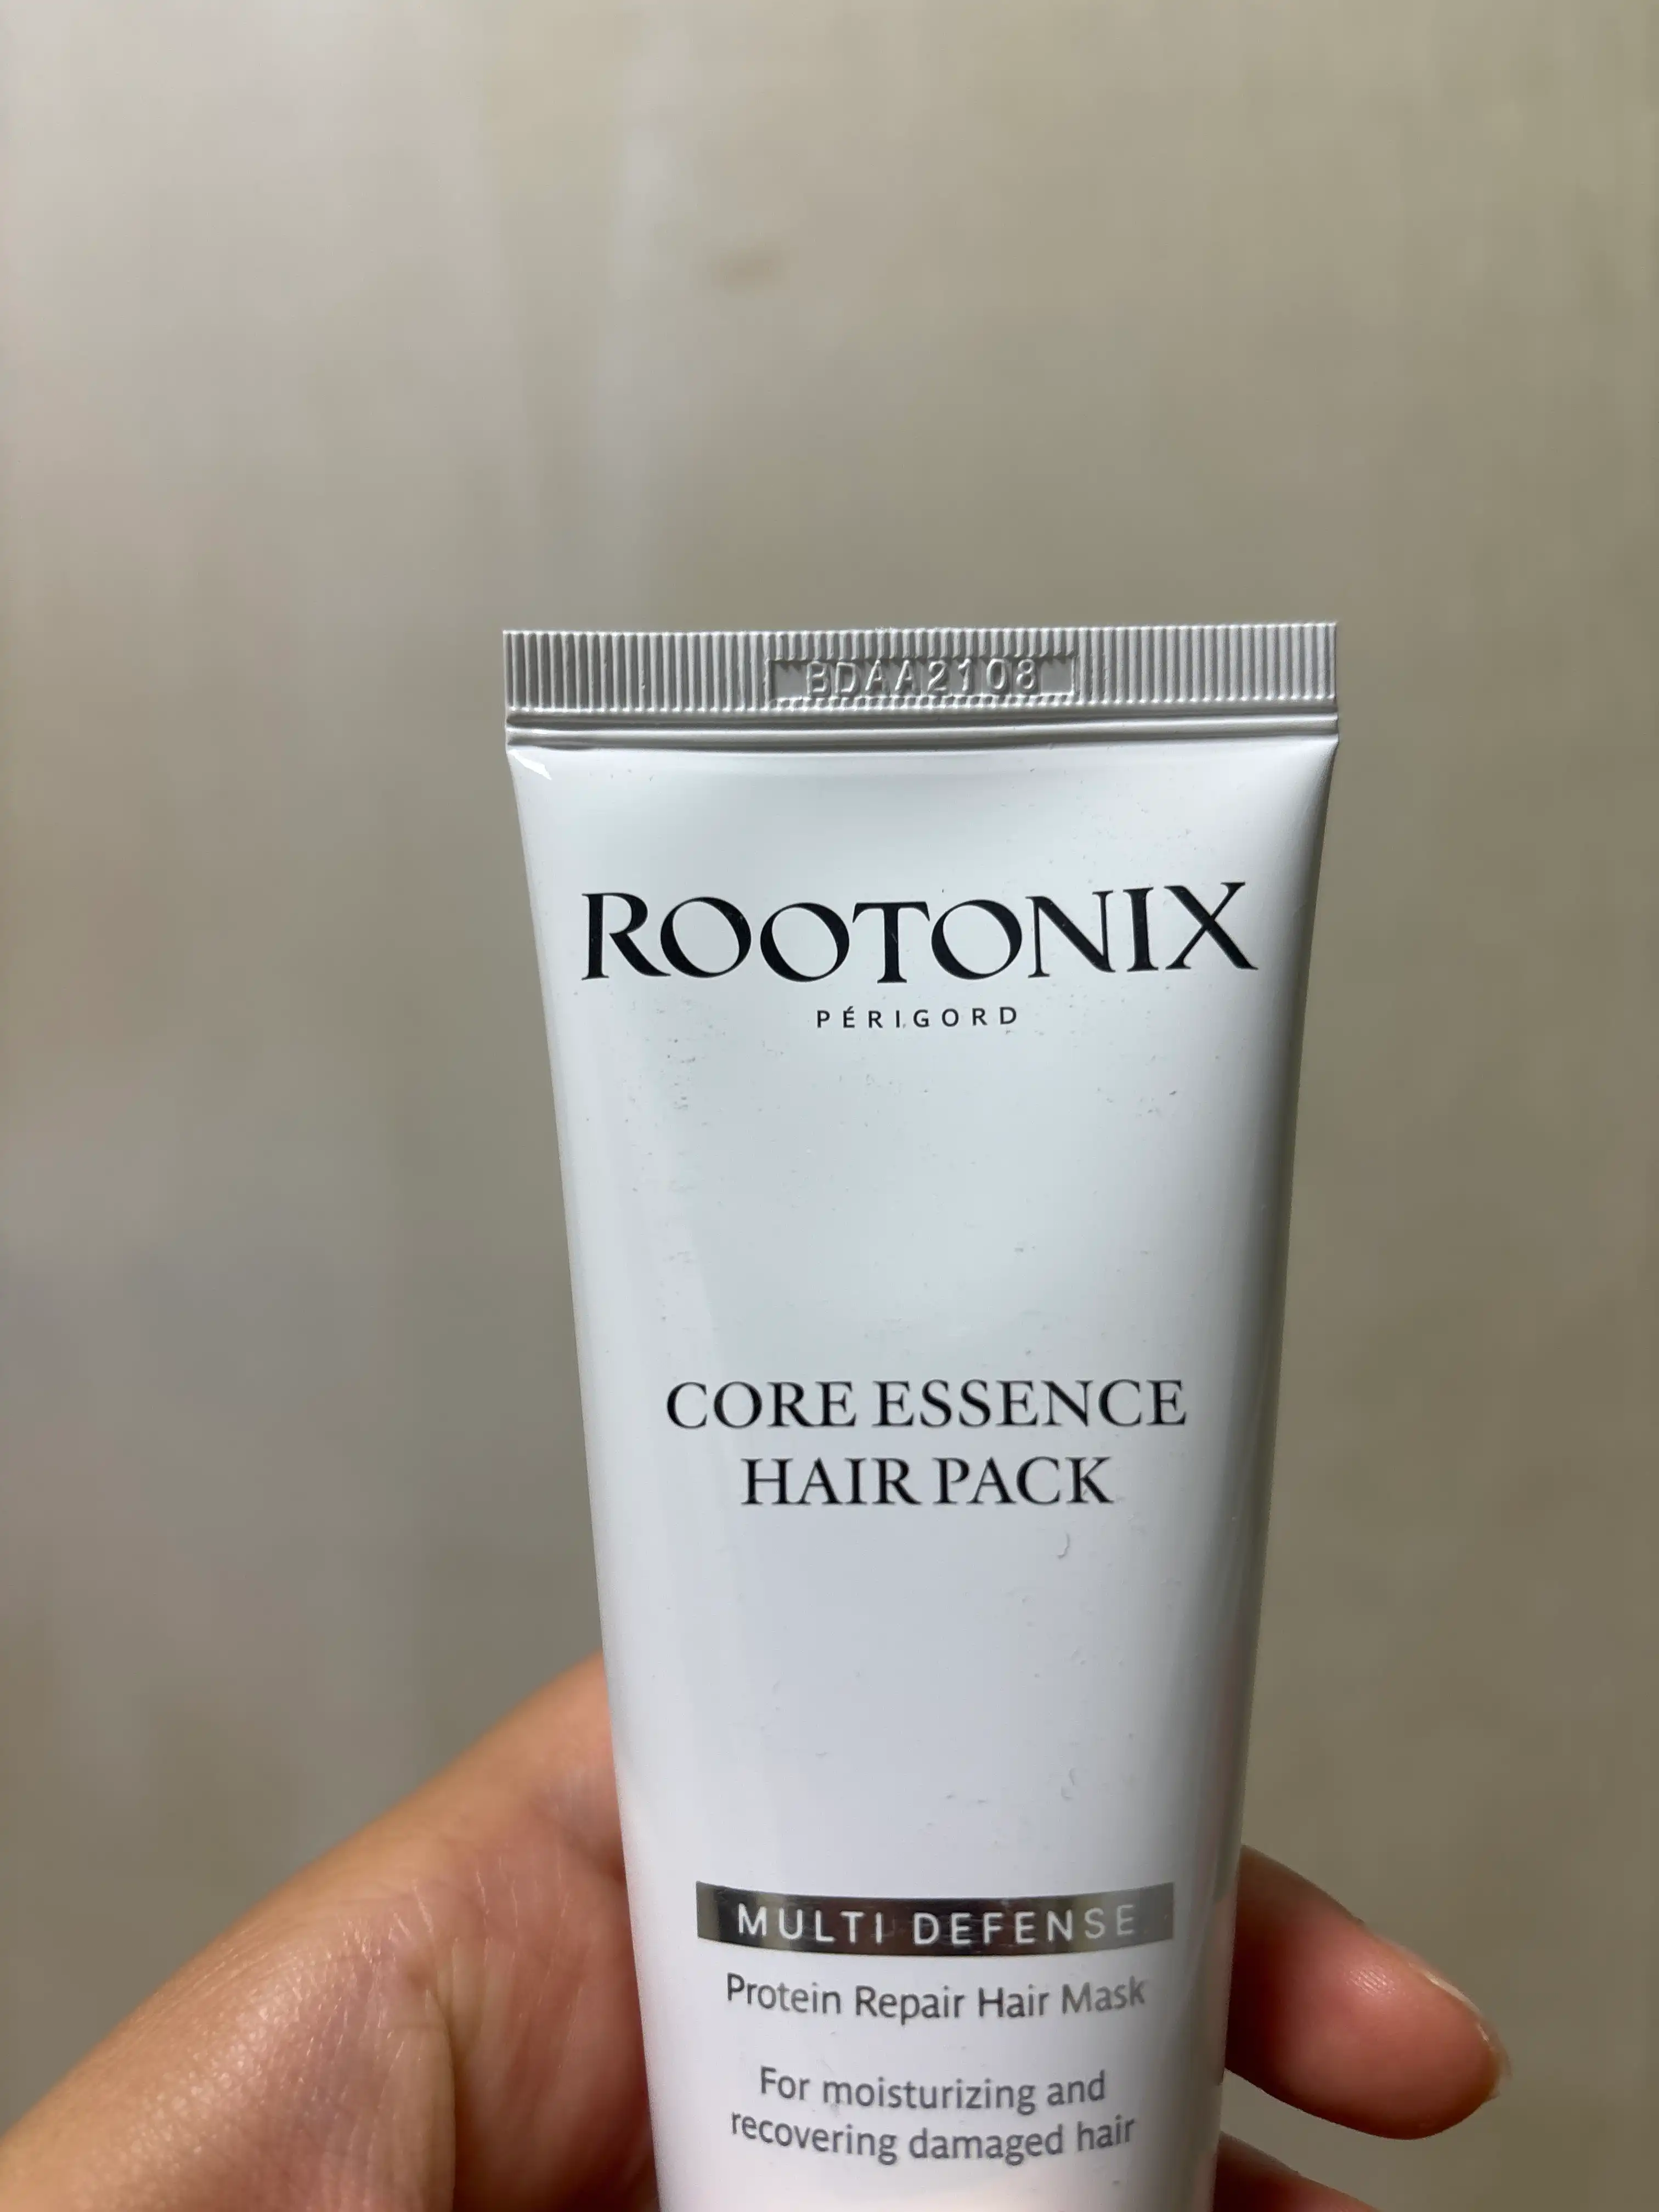 BDAA2108
ROOTONIX
PÉRIGORD
CORE ESSENCE
HAIR PACK
MULTI DEFENSE
Protein Repair Hair Mask
For moisturizing and
recovering damaged hair